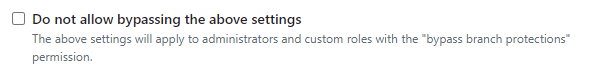 Do not allow bypassing the above settings
The above settings will apply to administrators and custom roles with the "bypass branch protections"
permission.